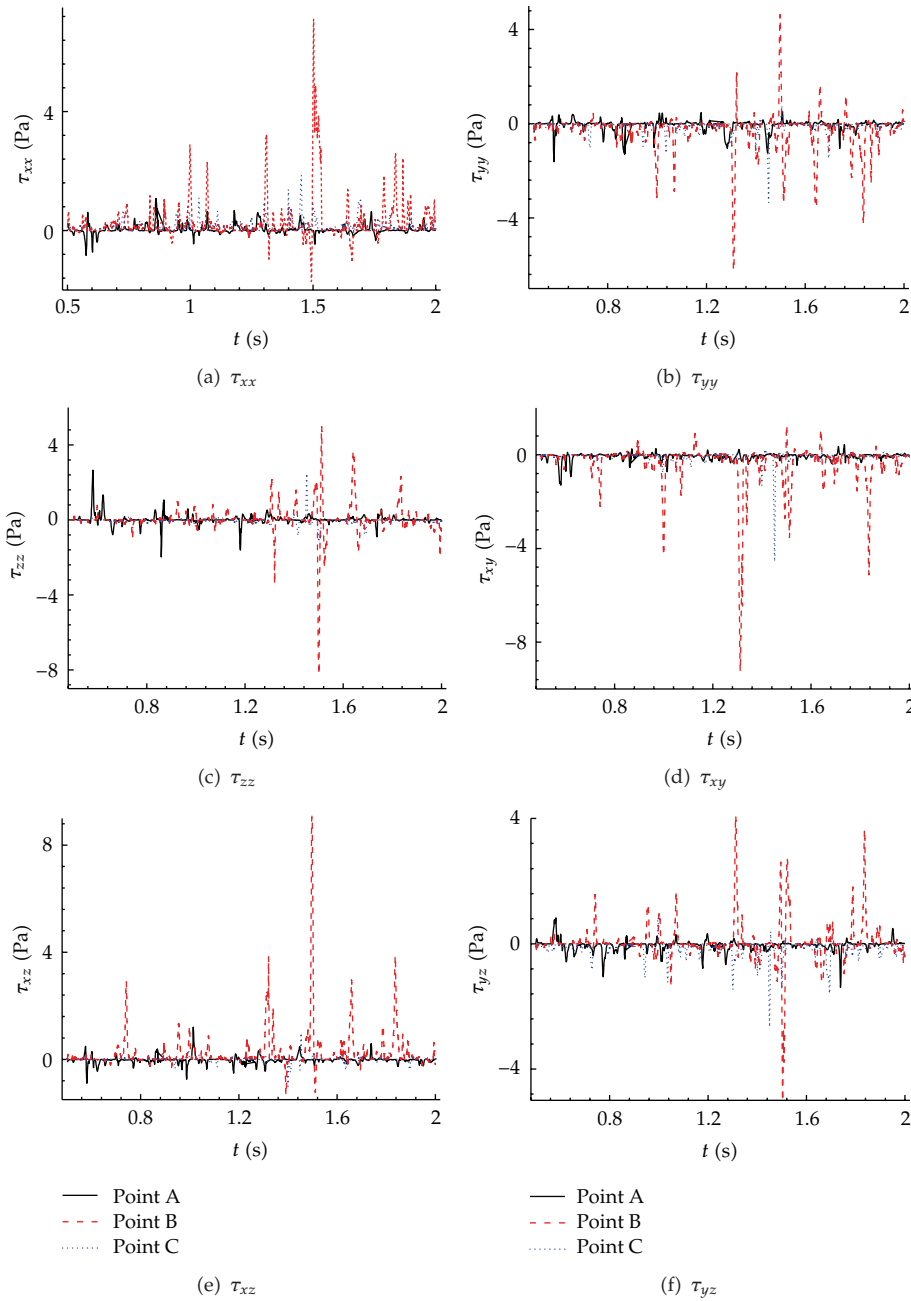 4
0
τxx (Pa)
0.5
1
1.5
2
t (s)
(a) τxx
4
0
−4
τyy (Pa)
0.8
1.2
1.6
2
t (s)
(b) τyy
4
0
−4
−8
τzz (Pa)
0.8
1.2
1.6
2
t (s)
(c) τzz
0
−4
−8
τxy (Pa)
0.8
1.2
1.6
2
t (s)
(d) τxy
8
4
0
τxz (Pa)
0.8
1.2
1.6
2
t (s)
Point A
Point B
Point C
(e) τxz
4
0
−4
τyz (Pa)
0.8
1.2
1.6
2
t (s)
Point A
Point B
Point C
(f) τyz